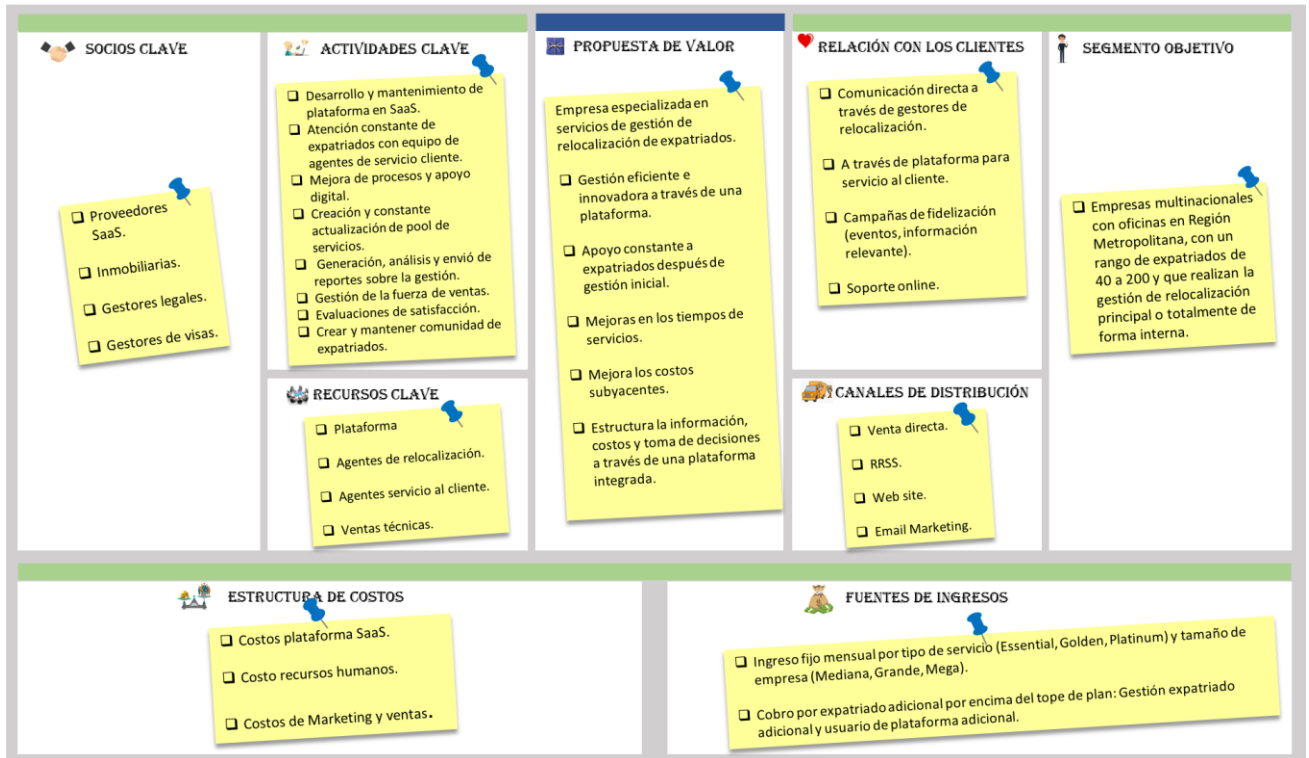 SOCIOS CLAVE
Proveedores
SaaS.
Inmobiliarias.
Gestores legales.
Gestores de visas.
ACTIVIDADES CLAVE
Desarrollo y mantenimiento de
plataforma en SaaS.
Atención constante de
expatriados con equipo de
agentes de servicio cliente.
Mejora de procesos y apoyo
digital.
Creación y constante
actualización de pool de
servicios.
Generación, análisis y envió de
reportes sobre la gestión.
Gestión de la fuerza de ventas.
Evaluaciones de satisfacción.
Crear y mantener comunidad de
expatriados.
RECURSOS CLAVE
Plataforma
Agentes de relocalización.
Agentes servicio al cliente.
Ventas técnicas.
PROPUESTA DE VALOR
Empresa especializada en
servicios de gestión de
relocalización de expatriados.
Gestión eficiente e
innovadora a través de una
plataforma.
Apoyo constante a
expatriados después de
gestión inicial.
Mejoras en los tiempos de
servicios.
Mejora los costos
subyacentes.
Estructura la información,
costos y toma de decisiones
a través de una plataforma
integrada.
RELACIÓN CON LOS CLIENTES
Comunicación directa a
través de gestores de
relocalización.
A través de plataforma para
servicio al cliente.
Campañas de fidelización
(eventos, información
relevante).
Soporte online.
CANALES DE DISTRIBUCIÓN
Venta directa.
RRSS.
Web site.
Email Marketing.
SEGMENTO OBJETIVO
Empresas multinacionales
con oficinas en Región
Metropolitana, con un
rango de expatriados de
40 a 200 y que realizan la
gestión de relocalización
principal o totalmente de
forma interna.
ESTRUCTURA DE COSTOS
Costos plataforma SaaS.
Costo recursos humanos.
Costos de Marketing y ventas.
FUENTES DE INGRESOS
Ingreso fijo mensual por tipo de servicio (Essential, Golden, Platinum) y tamaño de
empresa (Mediana, Grande, Mega).
Cobro por expatriado adicional por encima del tope de plan: Gestión expatriado
adicional y usuario de plataforma adicional.